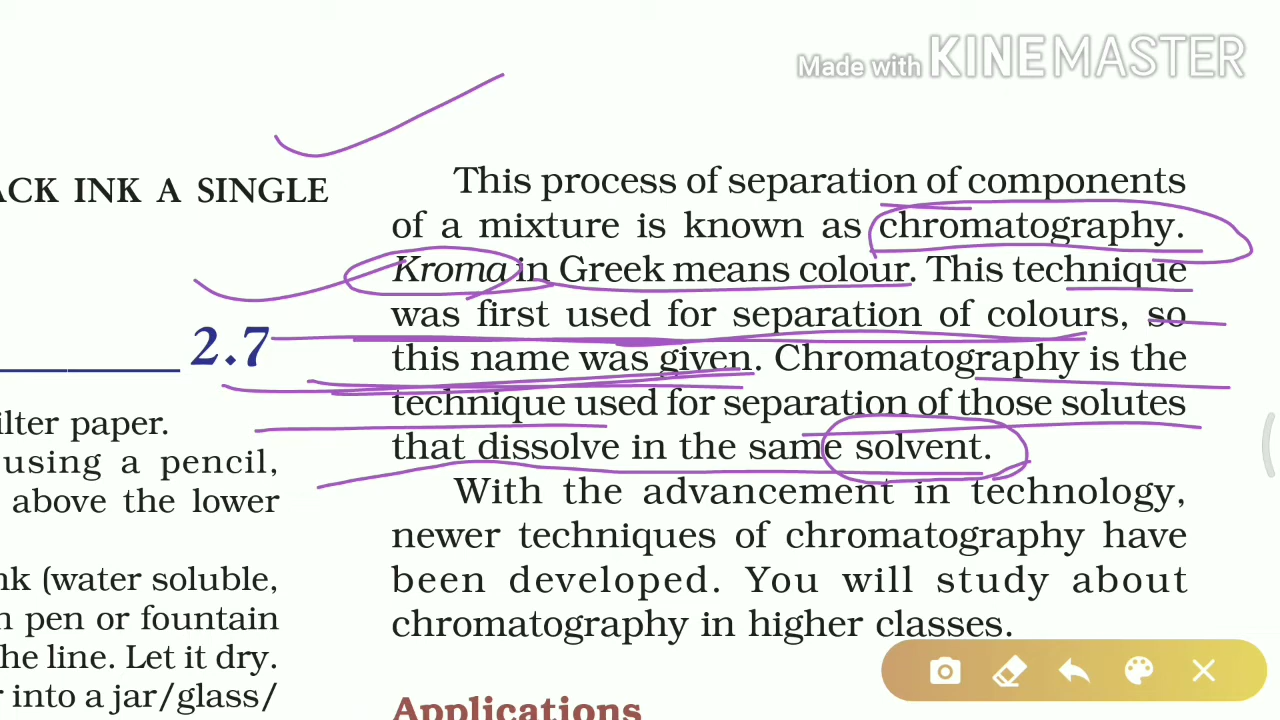 Made with KINEMASTER
ACK INK A SINGLE
2.7
ilter paper.
using a pencil,
above the lower
nk (water soluble,
n pen or fountain
he line. Let it dry.
r into a jar/glass/
This process of separation of components
of a mixture is known as chromatography.
Kroma in Greek means colour. This technique
was first used for separation of colours, so
this name was given. Chromatography is the
technique used for separation of those solutes
that dissolve in the same solvent.
With the advancement in technology,
newer techniques of chromatography have
been developed. You will study about
chromatography in higher classes.
Applications